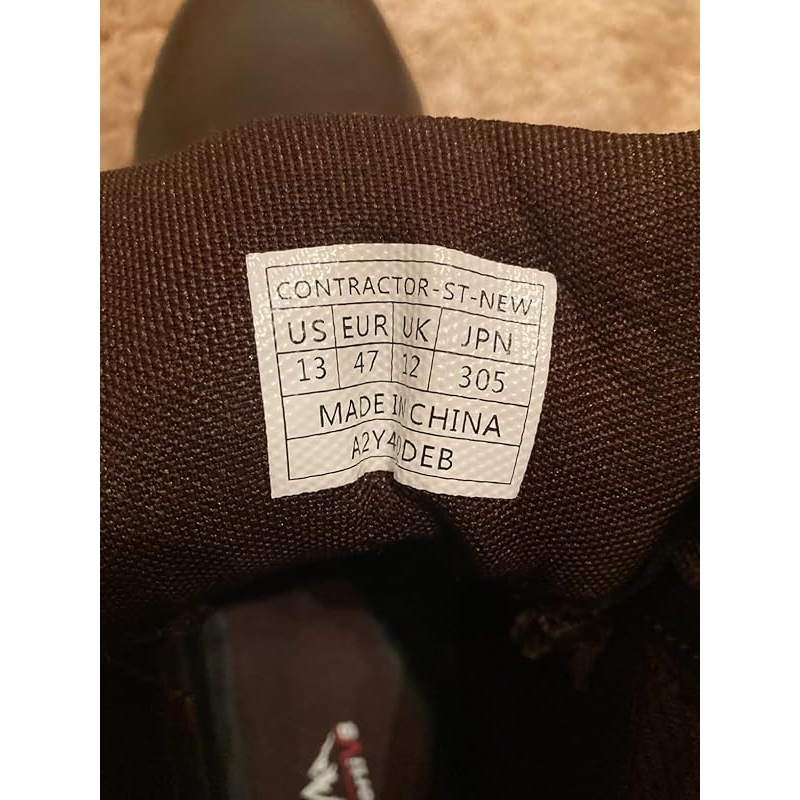 CONTRACTOR-ST-NEW
US EUR UK JPN
13 47 12 305
MADE IN CHINA